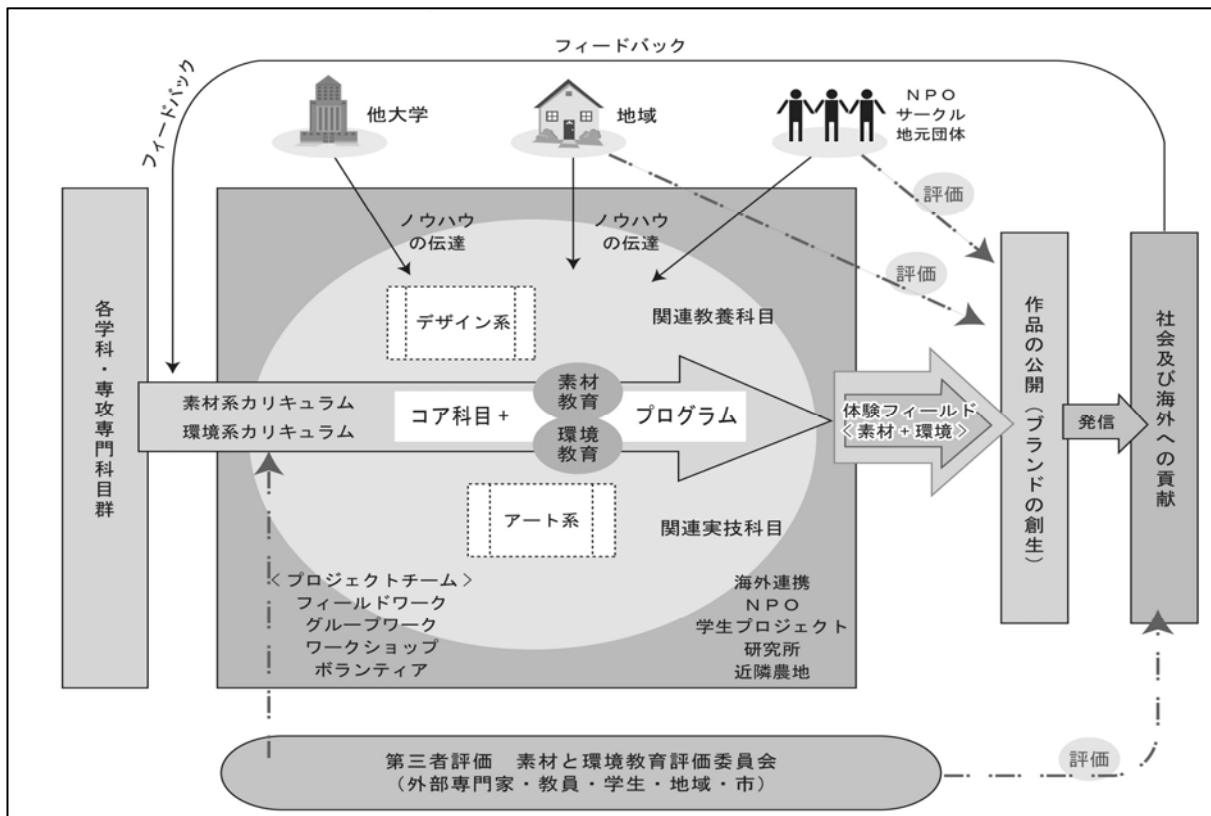 フィードバック
フィードバック
他大学
地域
ＮＰＯ
サークル
地元団体
評価
評価
ノウハウ
の伝達
ノウハウ
の伝達
各学科・専攻専門科目群
デザイン系
関連教養科目
素材系カリキュラム
環境系カリキュラム
コア科目＋
素材
教育
環境
教育
プログラム
体験フィールド
＜素材＋環境＞
作品の公開（ブランドの創生）
発信
社会及び海外への貢献
アート系
関連実技科目
＜プロジェクトチーム＞
フィールドワーク
グループワーク
ワークショップ
ボランティア
海外連携
ＮＰＯ
学生プロジェクト
研究所
近隣農地
第三者評価　素材と環境教育評価委員会
（外部専門家・教員・学生・地域・市）
評価